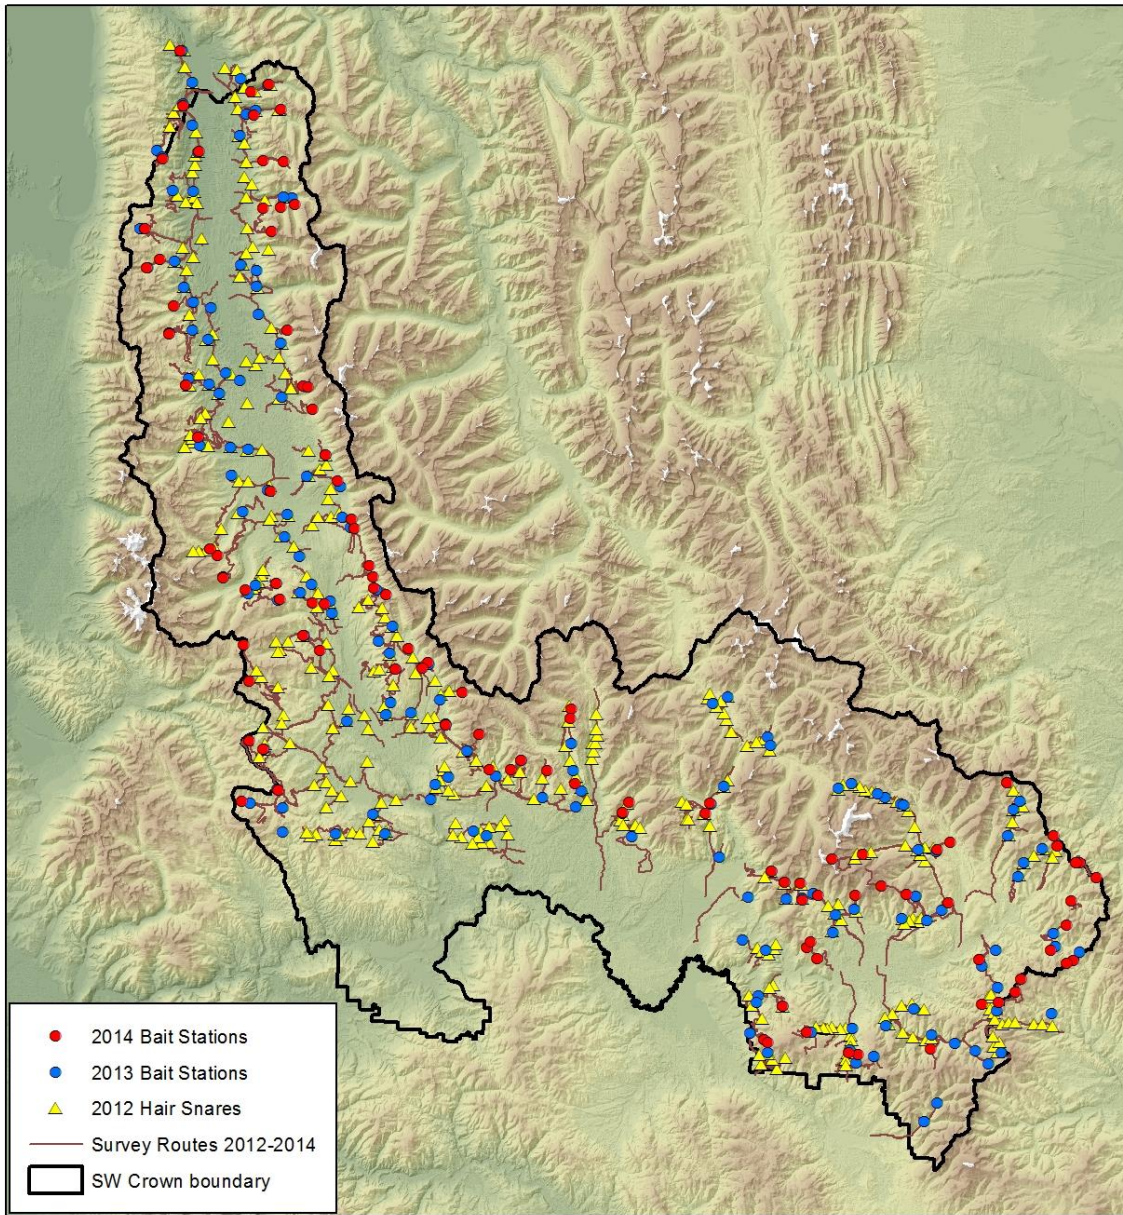 2014 Bait Stations
2013 Bait Stations
2012 Hair Snares
Survey Routes 2012-2014
SW Crown boundary